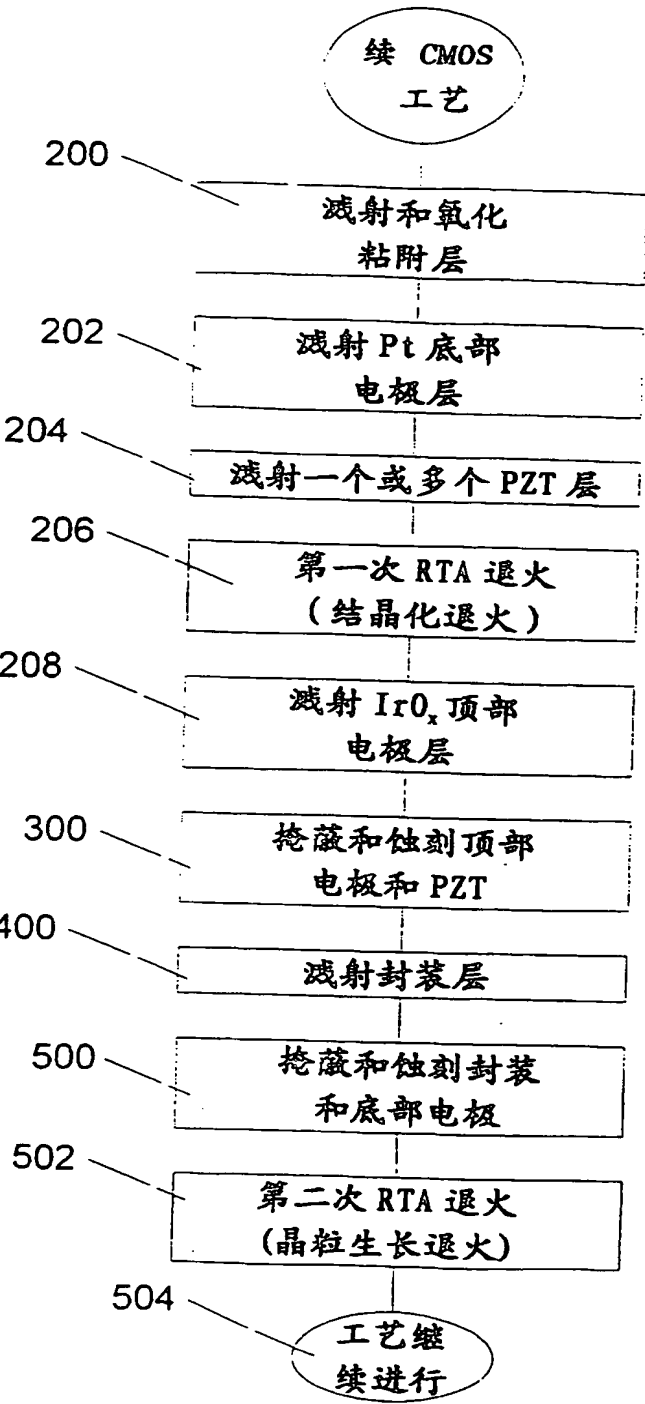 续 CMOS
工艺
200
溅射和氧化
粘附层
202
溅射 Pt 底部
电极层
204
溅射一个或多个 PZT 层
206
第一次 RTA 退火
(结晶化退火)
208
溅射 IrOₓ 顶部
电极层
300
掩蔽和蚀刻顶部
电极和 PZT
400
溅射封装层
500
掩蔽和蚀刻封装
和底部电极
502
第二次 RTA 退火
(晶粒生长退火)
504
工艺继
续进行